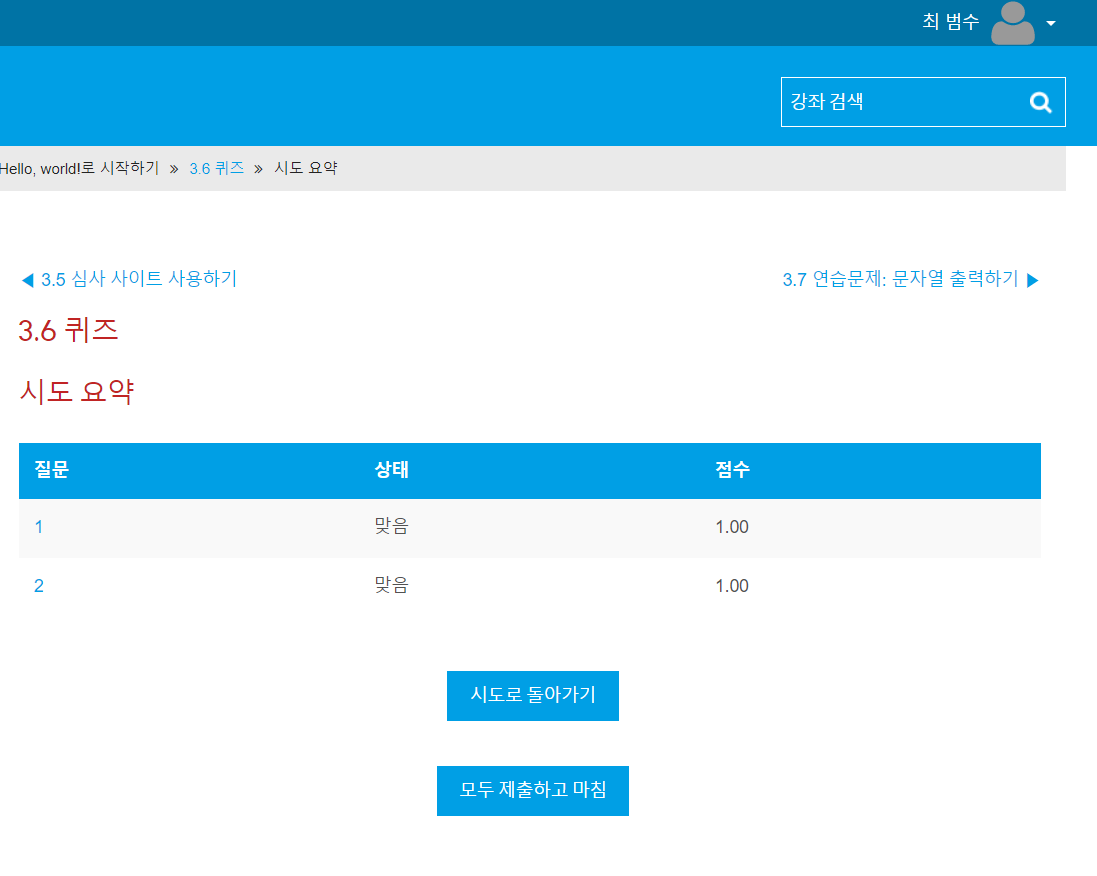 최 범수
강좌 검색
Hello, world!로 시작하기 » 3.6 퀴즈 » 시도 요약
◀ 3.5 심사 사이트 사용하기 3.7 연습문제: 문자열 출력하기 ▶
3.6 퀴즈
시도 요약
질문 상태 점수
1 맞음 1.00
2 맞음 1.00
시도로 돌아가기
모두 제출하고 마침